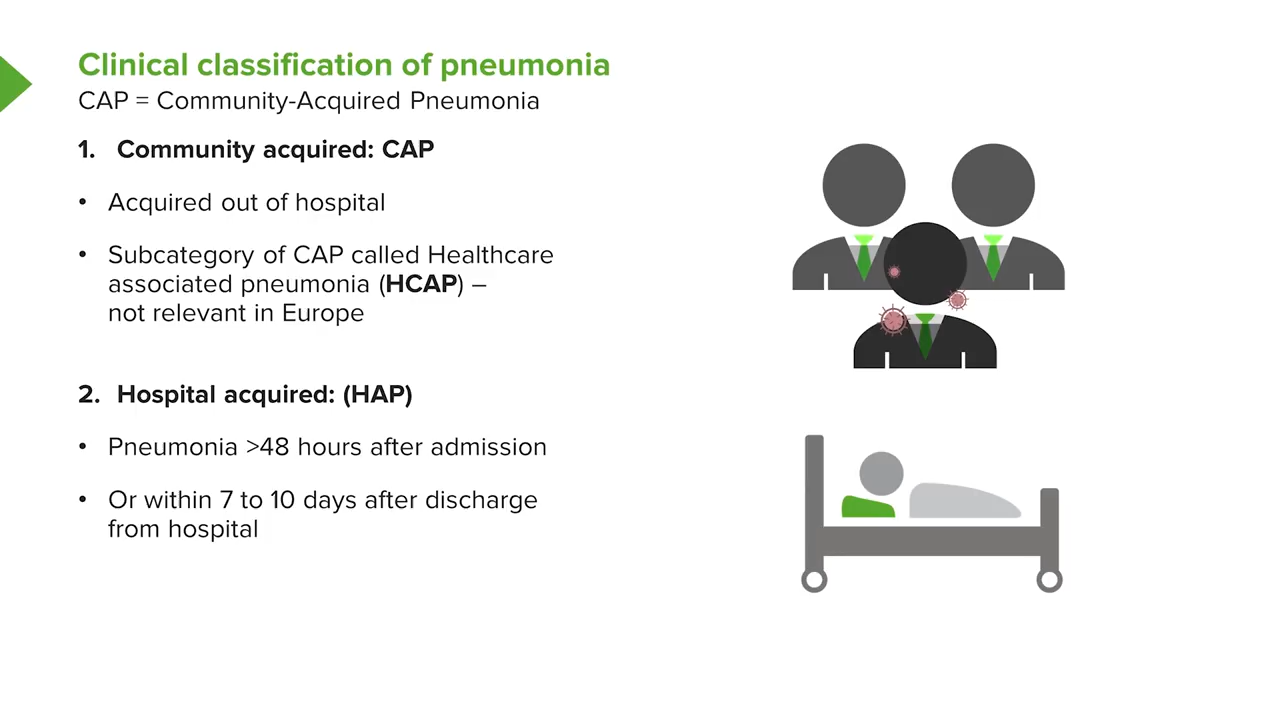 Clinical classification of pneumonia
CAP = Community-Acquired Pneumonia
1. Community acquired: CAP
• Acquired out of hospital
• Subcategory of CAP called Healthcare
associated pneumonia (HCAP) –
not relevant in Europe
2. Hospital acquired: (HAP)
• Pneumonia >48 hours after admission
• Or within 7 to 10 days after discharge
from hospital